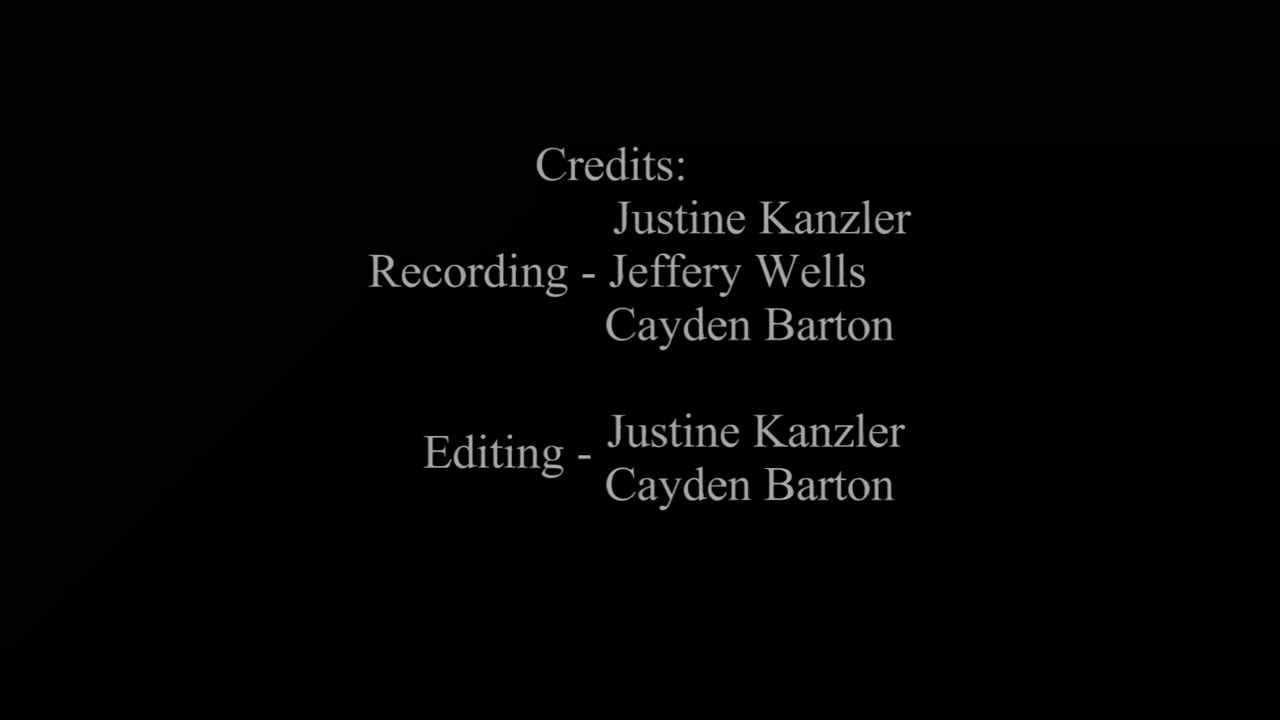 Credits:
Justine Kanzler
Recording - Jeffery Wells
Cayden Barton
Justine Kanzler
Editing -
Cayden Barton